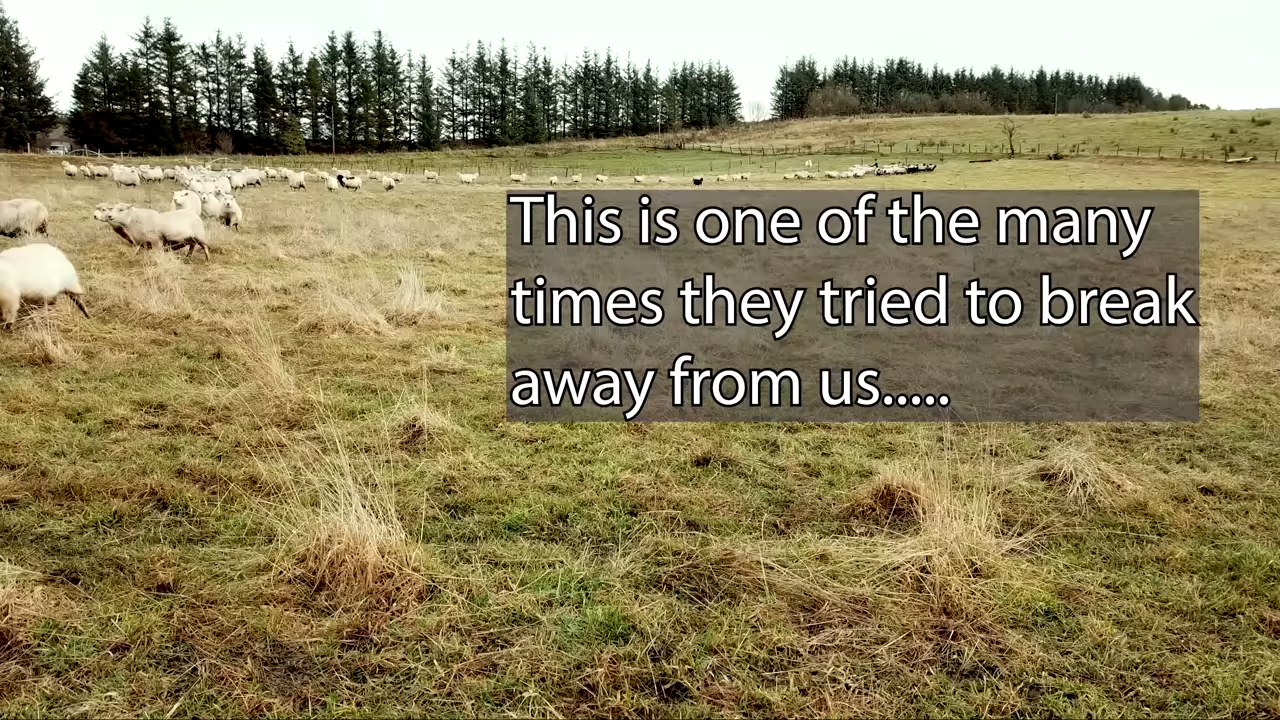 This is one of the many
times they tried to break
away from us.....